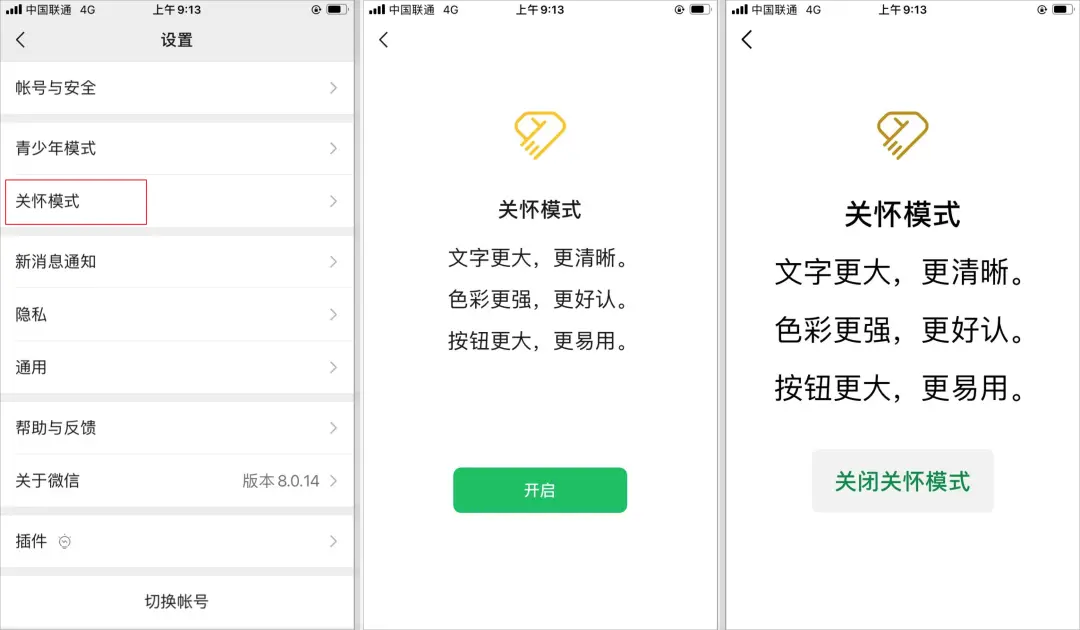 中国联通 4G 上午9:13
设置
帐号与安全
青少年模式
关怀模式
新消息通知
隐私
通用
帮助与反馈
关于微信 版本8.0.14
插件
切换帐号
中国联通 4G 上午9:13
关怀模式
文字更大，更清晰。
色彩更强，更好认。
按钮更大，更易用。
开启
中国联通 4G 上午9:13
关怀模式
文字更大，更清晰。
色彩更强，更好认。
按钮更大，更易用。
关闭关怀模式